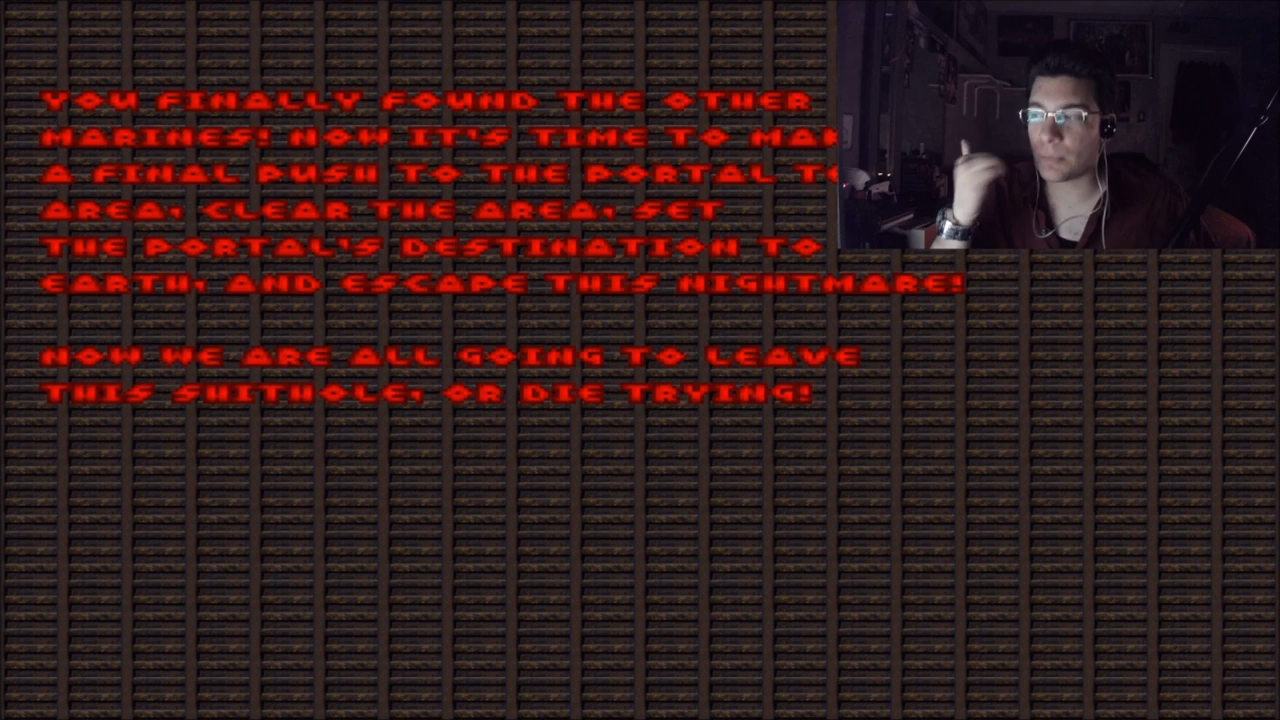 YOU FINALLY FOUND THE OTHER
MARINES! NOW IT'S TIME TO
A FINAL PUSH TO THE PORTAL
AREA, CLEAR THE AREA, SET
THE PORTAL'S DESTINATION TO
EARTH, AND ESCAPE THIS NIGHTMARE!
NOW WE ARE ALL GOING TO LEAVE
THIS SHITHOLE, OR DIE TRYING!